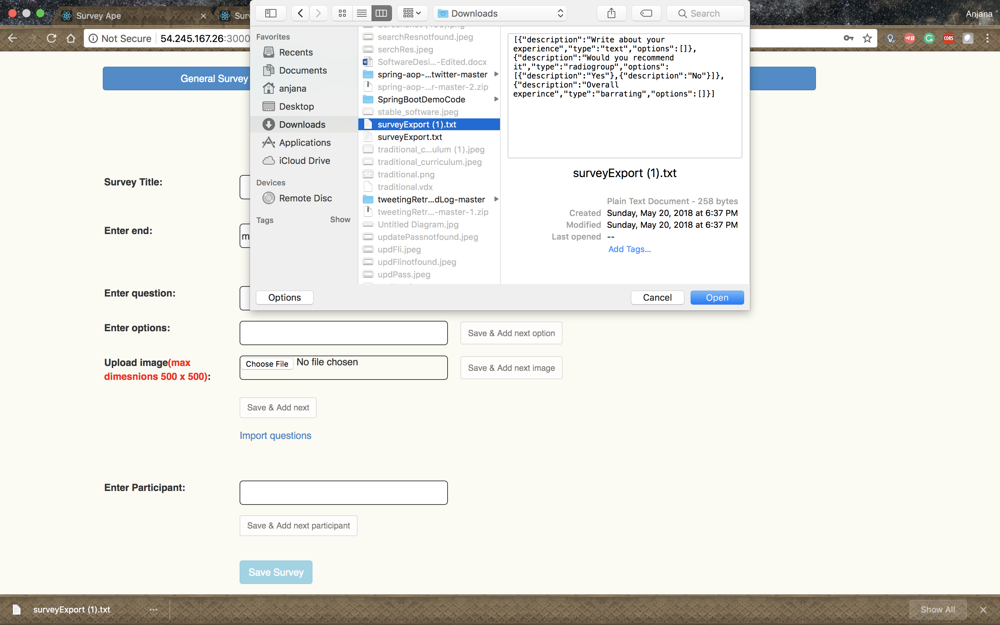 Survey Ape
Surv
Downloads
Search
Anjana
Not Secure
54.245.167.26:3000
CORS
General Survey
Favorites
Recents
Documents
anjana
Desktop
Downloads
Applications
iCloud Drive
Devices
Remote Disc
Tags
Show
searchResnotfound.jpeg
serchRes.jpeg
SoftwareDesi...-Edited.docx
spring-aop-...twitter-master
spring-aop-...r-master-2.zip
SpringBootDemoCode
stable_software.jpeg
surveyExport (1).txt
surveyExport.txt
traditional_c...ulum (1).jpeg
traditional_curriculum.jpeg
traditional.png
traditional.vdx
tweetingRetr...dLog-master
tweetingRetr...-master-1.zip
Untitled Diagram.jpg
updatePassnotfound.jpeg
updFli.jpeg
updFlinotfound.jpeg
updPass.jpeg
[{"description":"Write about your
experience","type":"text","options":[]},
{"description":"Would you recommend
it","type":"radiogroup","options":
[{"description":"Yes"},{"description":"No"}]},
{"description":"Overall
experince","type":"barrating","options":[]}]
surveyExport (1).txt
Plain Text Document - 258 bytes
Created Sunday, May 20, 2018 at 6:37 PM
Modified Sunday, May 20, 2018 at 6:37 PM
Last opened --
Add Tags...
Options
Cancel
Open
Survey Title:
Enter end:
m
Enter question:
Enter options:
Save & Add next option
Upload image(max
dimesnions 500 x 500):
Choose File No file chosen
Save & Add next image
Save & Add next
Import questions
Enter Participant:
Save & Add next participant
Save Survey
surveyExport (1).txt
Show All